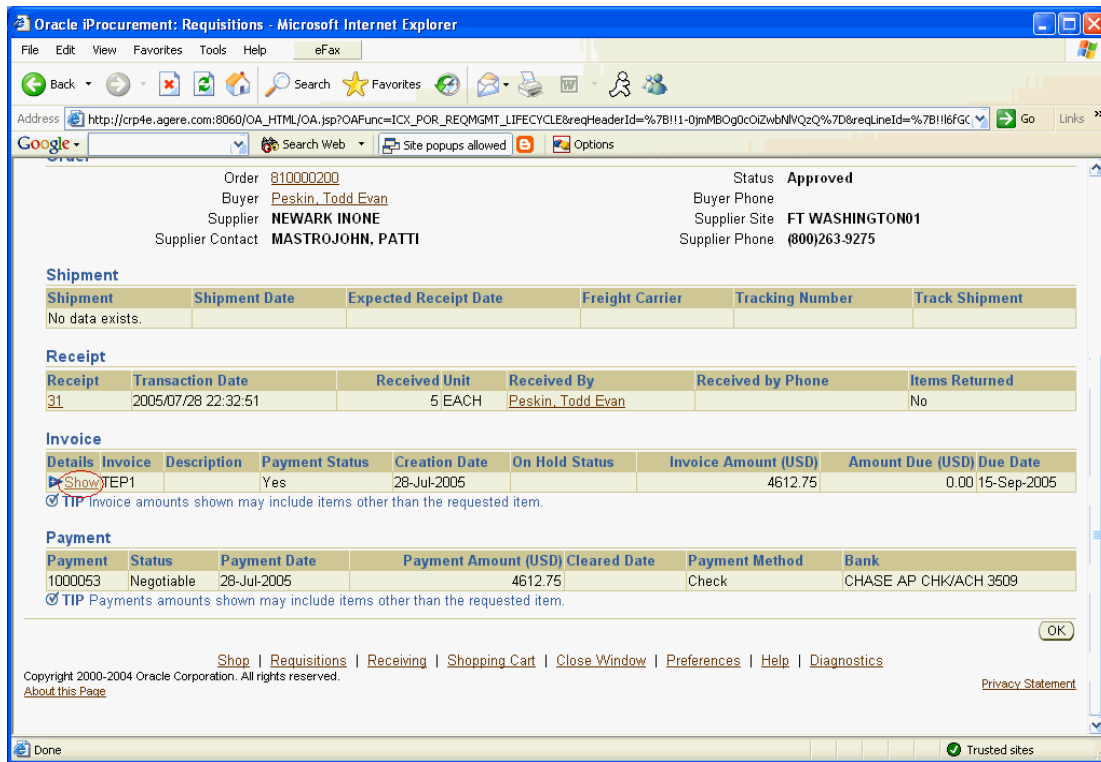 Oracle iProcurement: Requisitions - Microsoft Internet Explorer
File Edit View Favorites Tools Help eFax
Back Search Favorites
Address http://crp4e.agere.com:8060/OA_HTML/OA.jsp?OAFunc=ICX_POR_REQMGMT_LIFECYCLE&reqHeaderId=%7B!!1-0jmMBOg0cOiZwbNlVQzQ%7D&reqLineId=%7B!!l6fGC Go Links »
Google Search Web Site popups allowed Options
Order
Order 810000200 Status Approved
Buyer Peskin, Todd Evan Buyer Phone
Supplier NEWARK INONE Supplier Site FT WASHINGTON01
Supplier Contact MASTROJOHN, PATTI Supplier Phone (800)263-9275
Shipment
Shipment Shipment Date Expected Receipt Date Freight Carrier Tracking Number Track Shipment
No data exists.
Receipt
Receipt Transaction Date Received Unit Received By Received by Phone Items Returned
31 2005/07/28 22:32:51 5 EACH Peskin, Todd Evan No
Invoice
Details Invoice Description Payment Status Creation Date On Hold Status Invoice Amount (USD) Amount Due (USD) Due Date
Show TEP1 Yes 28-Jul-2005 4612.75 0.00 15-Sep-2005
TIP Invoice amounts shown may include items other than the requested item.
Payment
Payment Status Payment Date Payment Amount (USD) Cleared Date Payment Method Bank
1000053 Negotiable 28-Jul-2005 4612.75 Check CHASE AP CHK/ACH 3509
TIP Payments amounts shown may include items other than the requested item.
OK
Shop | Requisitions | Receiving | Shopping Cart | Close Window | Preferences | Help | Diagnostics
Copyright 2000-2004 Oracle Corporation. All rights reserved.
About this Page Privacy Statement
Done Trusted sites